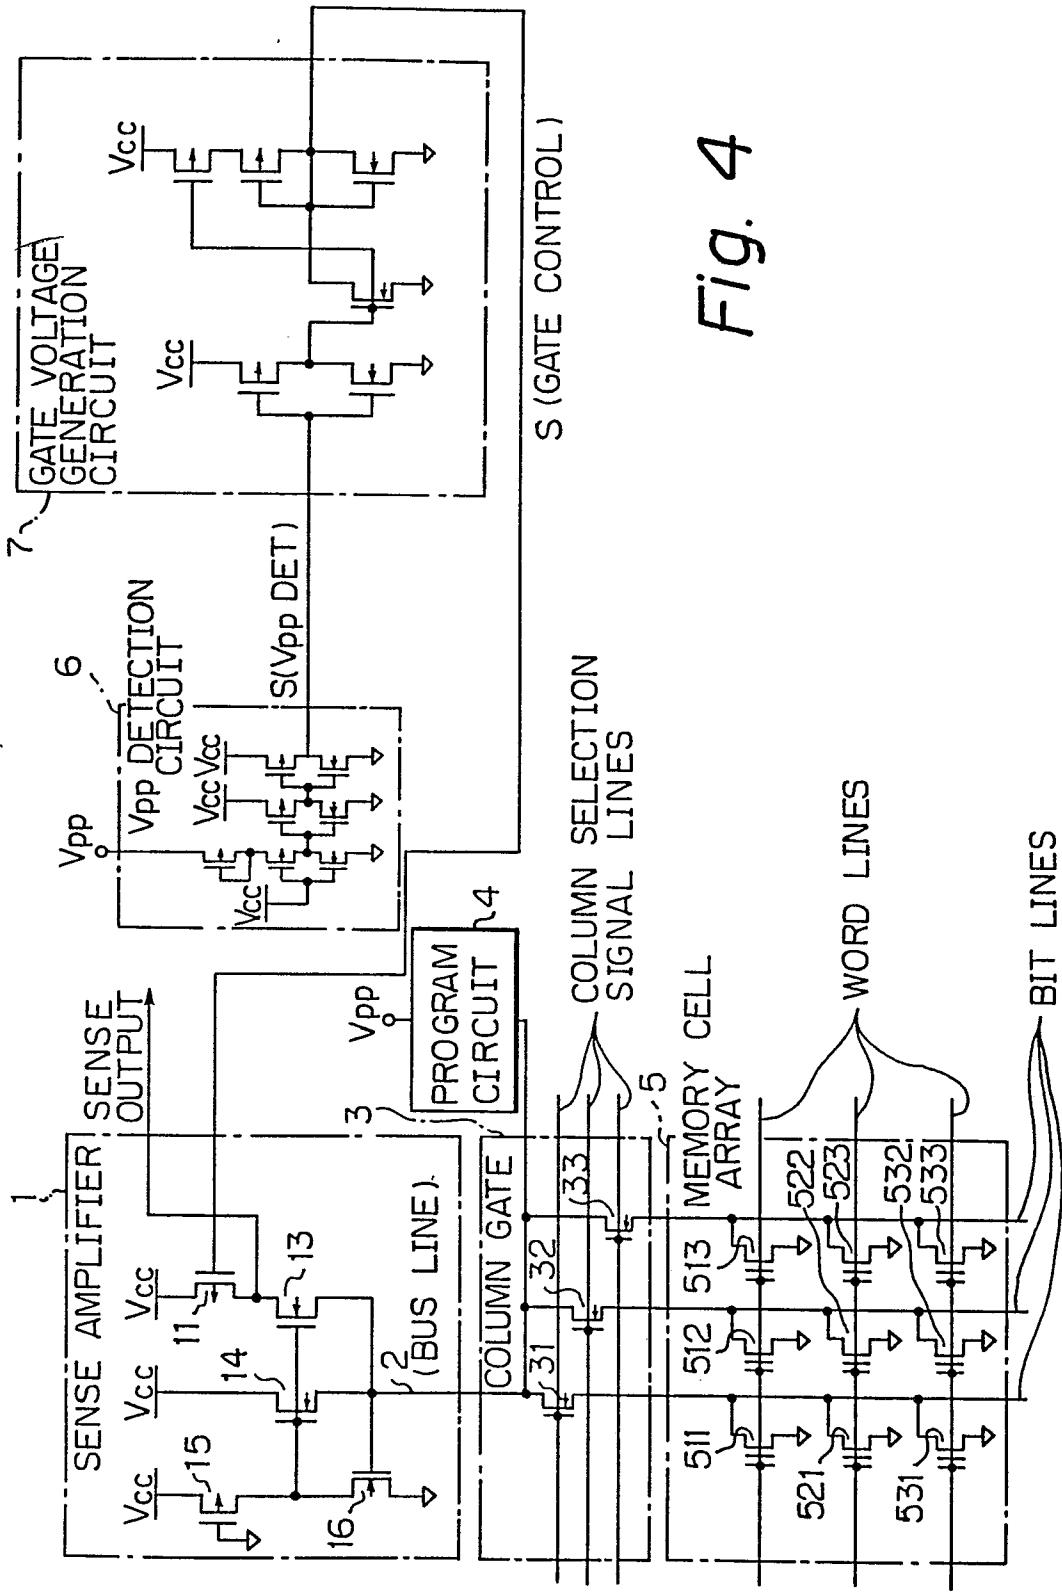 1
SENSE AMPLIFIER
SENSE
OUTPUT
Vcc
15
16
Vcc
14
Vcc
11
13
2
(BUS LINE)
3
COLUMN GATE
31
32
33
Vpp
PROGRAM
CIRCUIT
4
COLUMN SELECTION
SIGNAL LINES
5
MEMORY CELL
ARRAY
511
512
513
521
522
523
531
532
533
WORD LINES
BIT LINES
6
Vpp
Vpp DETECTION
CIRCUIT
Vcc
Vcc
Vcc
S(Vpp DET)
7
GATE VOLTAGE
GENERATION
CIRCUIT
Vcc
Vcc
S (GATE CONTROL)
Fig. 4